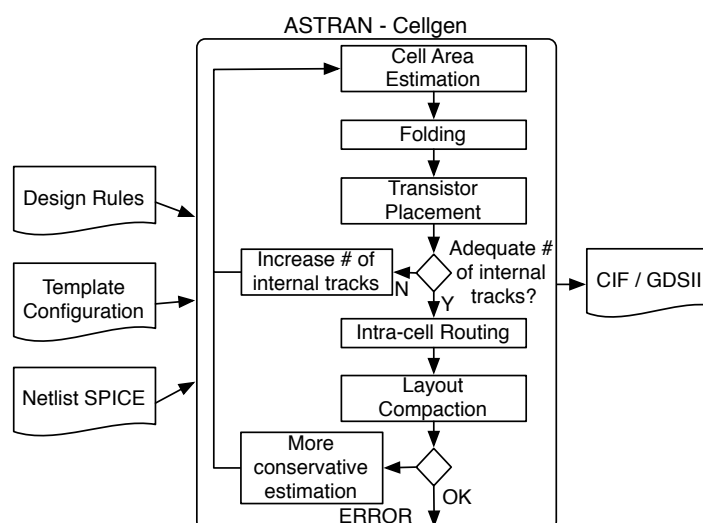 ASTRAN - Cellgen
Cell Area
Estimation
Folding
Design Rules
Transistor
Placement
Increase # of
internal tracks
N
Adequate #
of internal
tracks?
Y
Template
Configuration
CIF / GDSII
Intra-cell Routing
Netlist SPICE
Layout
Compaction
More
conservative
estimation
ERROR
OK